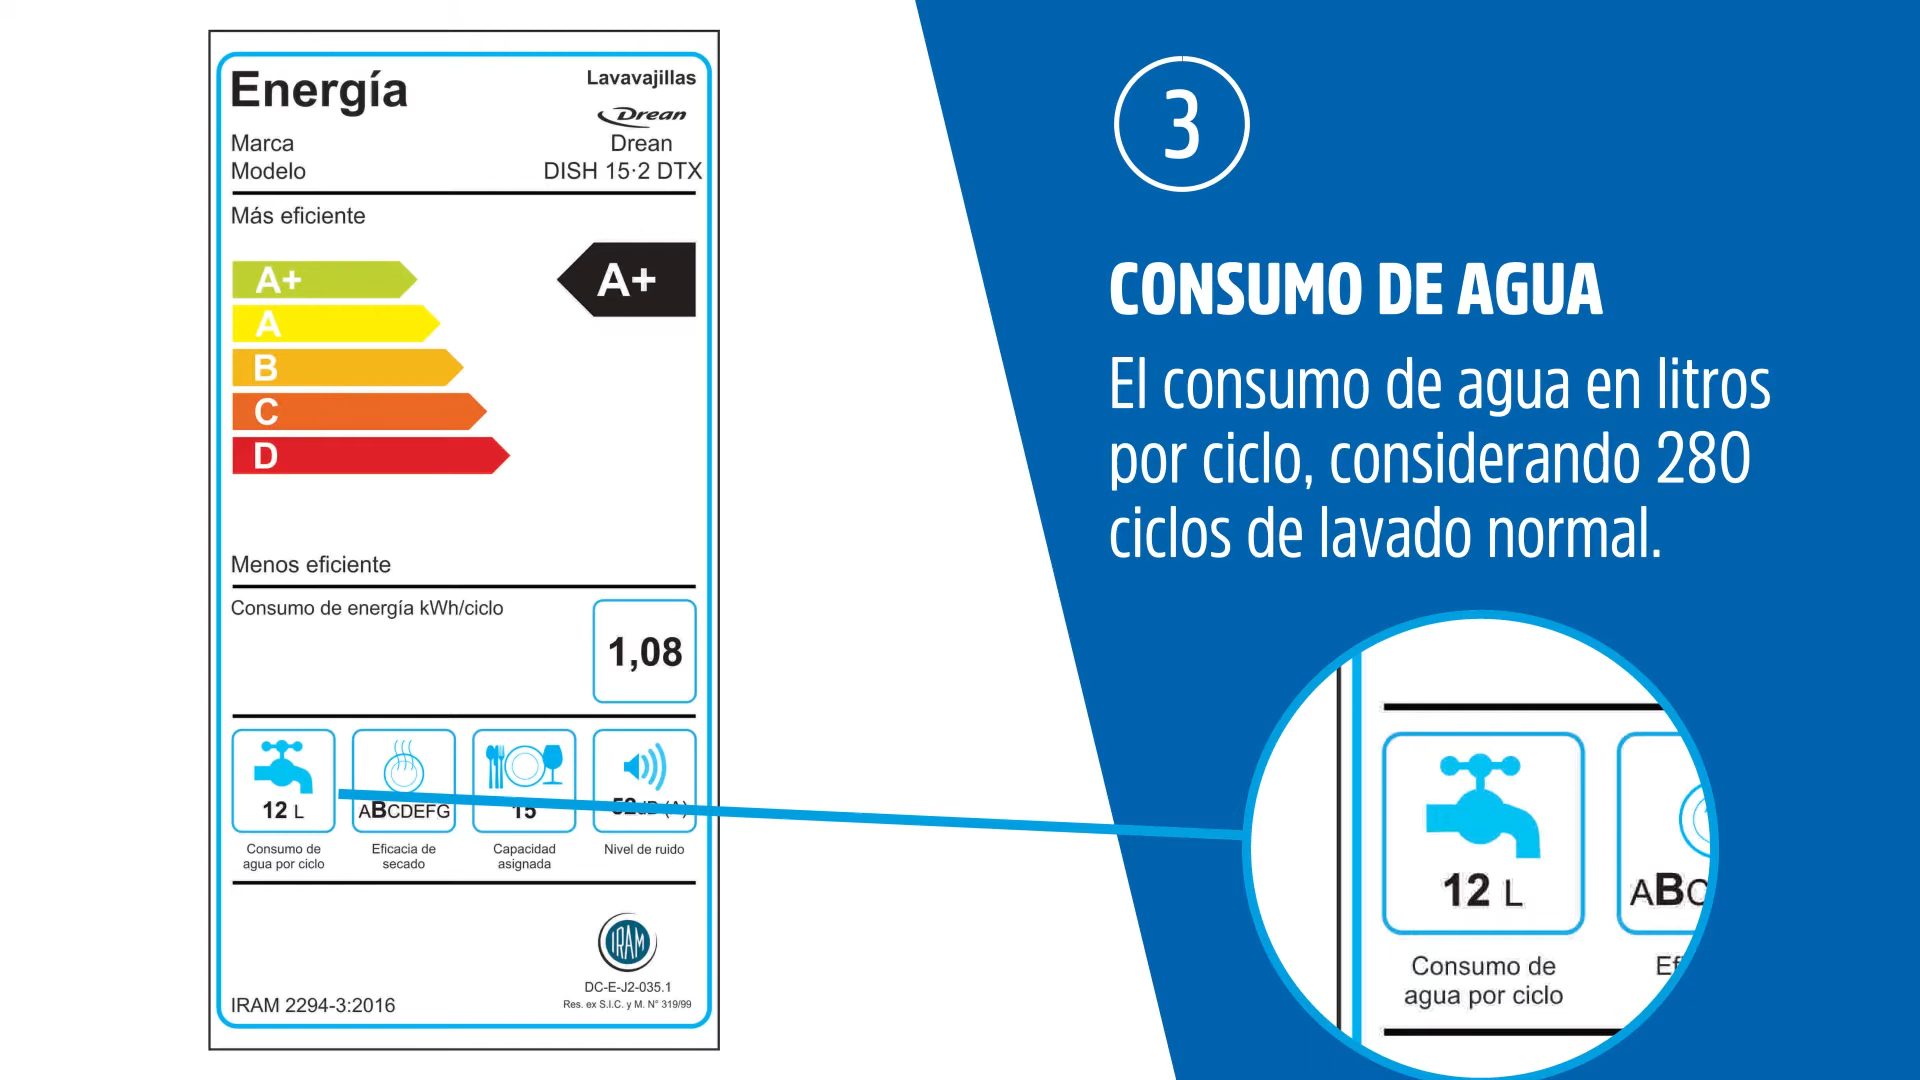 Energía
Lavavajillas
Drean
Marca
Drean
Modelo
DISH 15·2 DTX
Más eficiente
A+
A+
A
B
C
D
Menos eficiente
Consumo de energía kWh/ciclo
1,08
12 L
ABCDEFG
15
52dB (A)
Consumo de
agua por ciclo
Eficacia de
secado
Capacidad
asignada
Nivel de ruido
IRAM
DC-E-J2-035.1
Res. ex S.I.C. y M. N° 319/99
IRAM 2294-3:2016
3
CONSUMO DE AGUA
El consumo de agua en litros
por ciclo, considerando 280
ciclos de lavado normal.
12 L
ABC
Consumo de
agua por ciclo
Ef